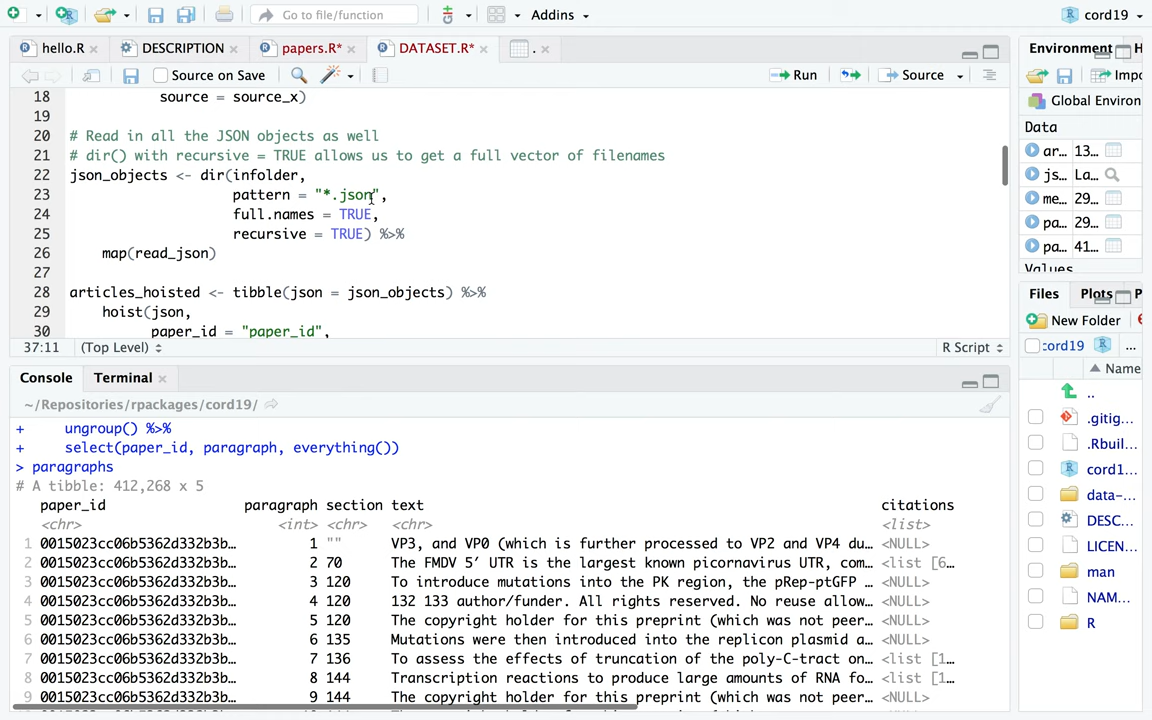 Go to file/function
Addins
cord19
hello.R
DESCRIPTION
papers.R*
DATASET.R*
.
Source on Save
Run
Source
18 source = source_x)
19
20 # Read in all the JSON objects as well
21 # dir() with recursive = TRUE allows us to get a full vector of filenames
22 json_objects <- dir(infolder,
23 pattern = "*.json",
24 full.names = TRUE,
25 recursive = TRUE) %>%
26 map(read_json)
27
28 articles_hoisted <- tibble(json = json_objects) %>%
29 hoist(json,
30 paper_id = "paper_id",
37:11 (Top Level) R Script
Console Terminal
~/Repositories/rpackages/cord19/
+ ungroup() %>%
+ select(paper_id, paragraph, everything())
> paragraphs
# A tibble: 412,268 x 5
paper_id paragraph section text citations
<chr> <int> <chr> <chr> <list>
1 0015023cc06b5362d332b3b… 1 "" VP3, and VP0 (which is further processed to VP2 and VP4 du… <NULL>
2 0015023cc06b5362d332b3b… 2 70 The FMDV 5′ UTR is the largest known picornavirus UTR, com… <list [6…
3 0015023cc06b5362d332b3b… 3 120 To introduce mutations into the PK region, the pRep-ptGFP … <NULL>
4 0015023cc06b5362d332b3b… 4 120 132 133 author/funder. All rights reserved. No reuse allow… <NULL>
5 0015023cc06b5362d332b3b… 5 120 The copyright holder for this preprint (which was not peer… <NULL>
6 0015023cc06b5362d332b3b… 6 135 Mutations were then introduced into the replicon plasmid a… <NULL>
7 0015023cc06b5362d332b3b… 7 136 To assess the effects of truncation of the poly-C-tract on… <list [1…
8 0015023cc06b5362d332b3b… 8 144 Transcription reactions to produce large amounts of RNA fo… <list [1…
9 0015023cc06b5362d332b3b… 9 144 The copyright holder for this preprint (which was not peer… <NULL>
Environment H
Impo
Global Environ
Data
ar… 13…
js… La…
me… 29…
pa… 29…
pa… 41…
Values
Files Plots P
New Folder
cord19 ...
Name
..
.gitig…
.Rbuil…
cord1…
data-…
DESC…
LICEN…
man
NAM…
R